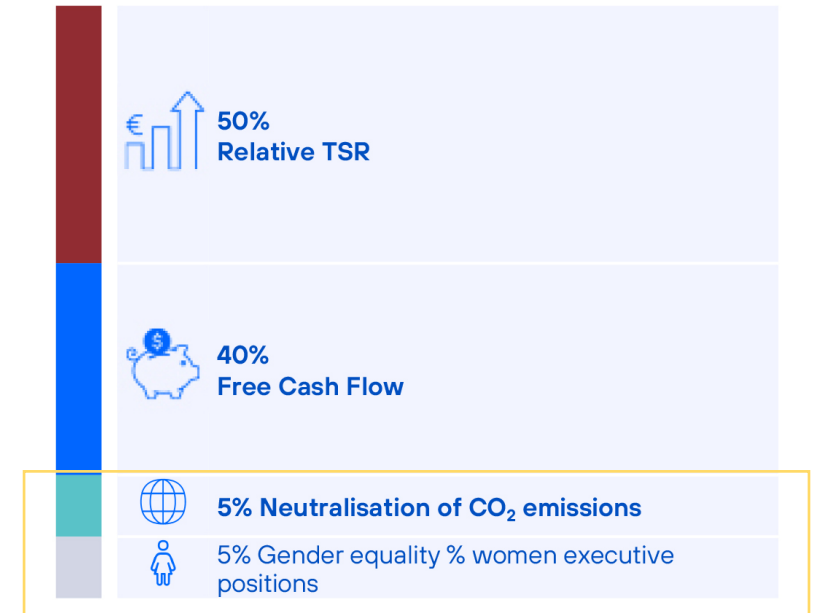 €
50%
Relative TSR
$
40%
Free Cash Flow
5% Neutralisation of CO₂ emissions
5% Gender equality % women executive
positions